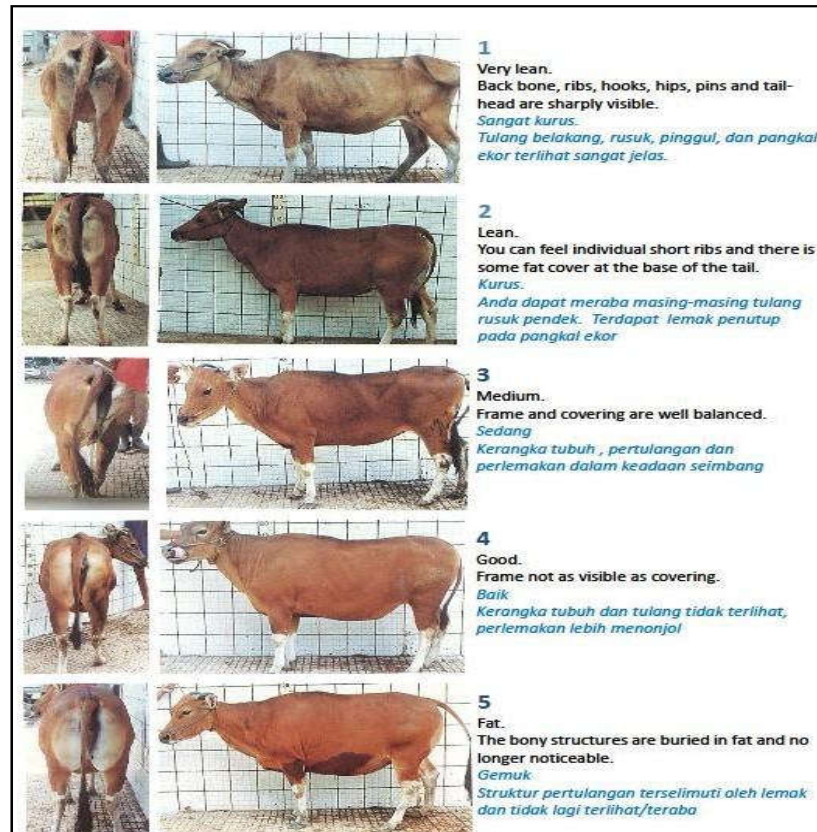 1
Very lean.
Back bone, ribs, hooks, hips, pins and tail-
head are sharply visible.
Sangat kurus.
Tulang belakang, rusuk, pinggul, dan pangkal
ekor terlihat sangat jelas.
2
Lean.
You can feel individual short ribs and there is
some fat cover at the base of the tail.
Kurus.
Anda dapat meraba masing-masing tulang
rusuk pendek. Terdapat lemak penutup
pada pangkal ekor
3
Medium.
Frame and covering are well balanced.
Sedang
Kerangka tubuh , pertulangan dan
perlemakan dalam keadaan seimbang
4
Good.
Frame not as visible as covering.
Baik
Kerangka tubuh dan tulang tidak terlihat,
perlemakan lebih menonjol
5
Fat.
The bony structures are buried in fat and no
longer noticeable.
Gemuk
Struktur pertulangan terselimuti oleh lemak
dan tidak lagi terlihat/teraba